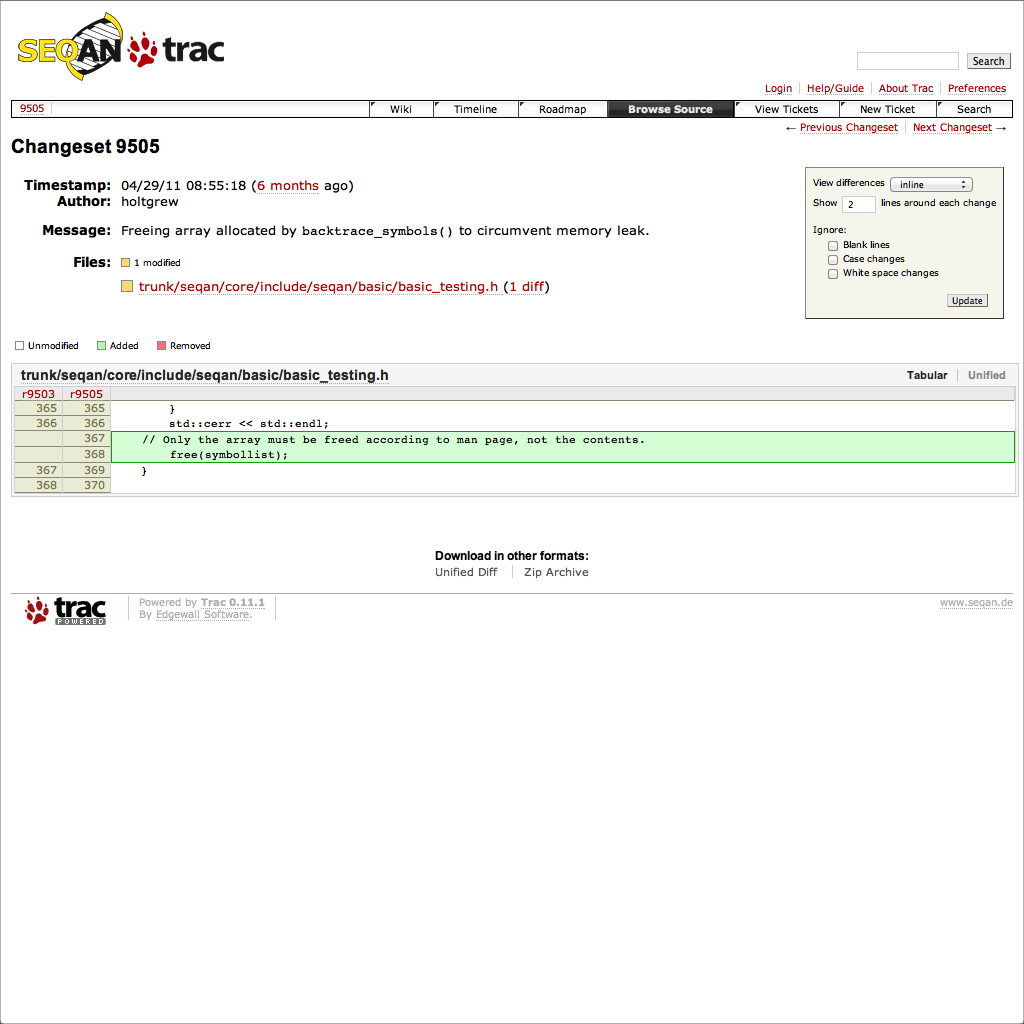 SEQAN trac
Search
Login Help/Guide About Trac Preferences
9505 Wiki Timeline Roadmap Browse Source View Tickets New Ticket Search
← Previous Changeset Next Changeset →
Changeset 9505
Timestamp: 04/29/11 08:55:18 (6 months ago)
Author: holtgrew
Message: Freeing array allocated by backtrace_symbols() to circumvent memory leak.
Files: 1 modified
trunk/seqan/core/include/seqan/basic/basic_testing.h (1 diff)
View differences inline
Show 2 lines around each change
Ignore:
Blank lines
Case changes
White space changes
Update
Unmodified Added Removed
trunk/seqan/core/include/seqan/basic/basic_testing.h Tabular Unified
r9503 r9505
365 365 }
366 366 std::cerr << std::endl;
367 // Only the array must be freed according to man page, not the contents.
368 free(symbollist);
367 369 }
368 370
Download in other formats:
Unified Diff Zip Archive
trac POWERED
Powered by Trac 0.11.1
By Edgewall Software.
www.seqan.de